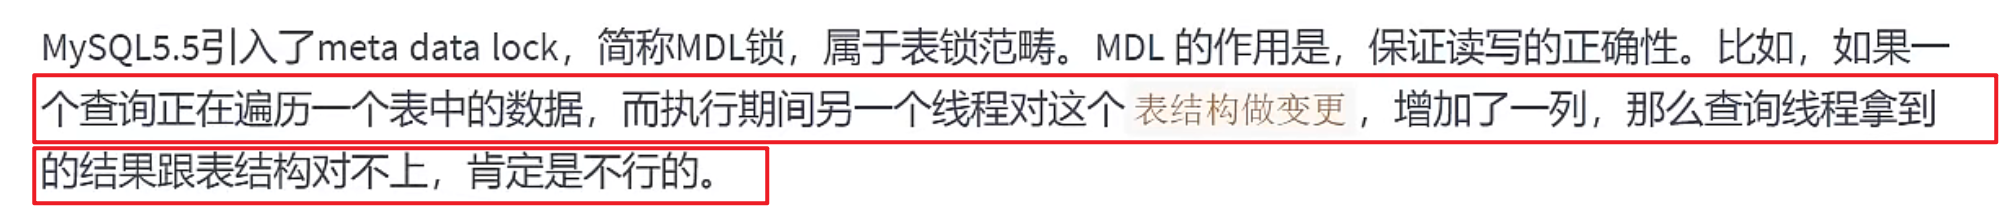 MySQL5.5引入了meta data lock，简称MDL锁，属于表锁范畴。MDL 的作用是，保证读写的正确性。比如，如果一
个查询正在遍历一个表中的数据，而执行期间另一个线程对这个 表结构做变更 ，增加了一列，那么查询线程拿到
的结果跟表结构对不上，肯定是不行的。